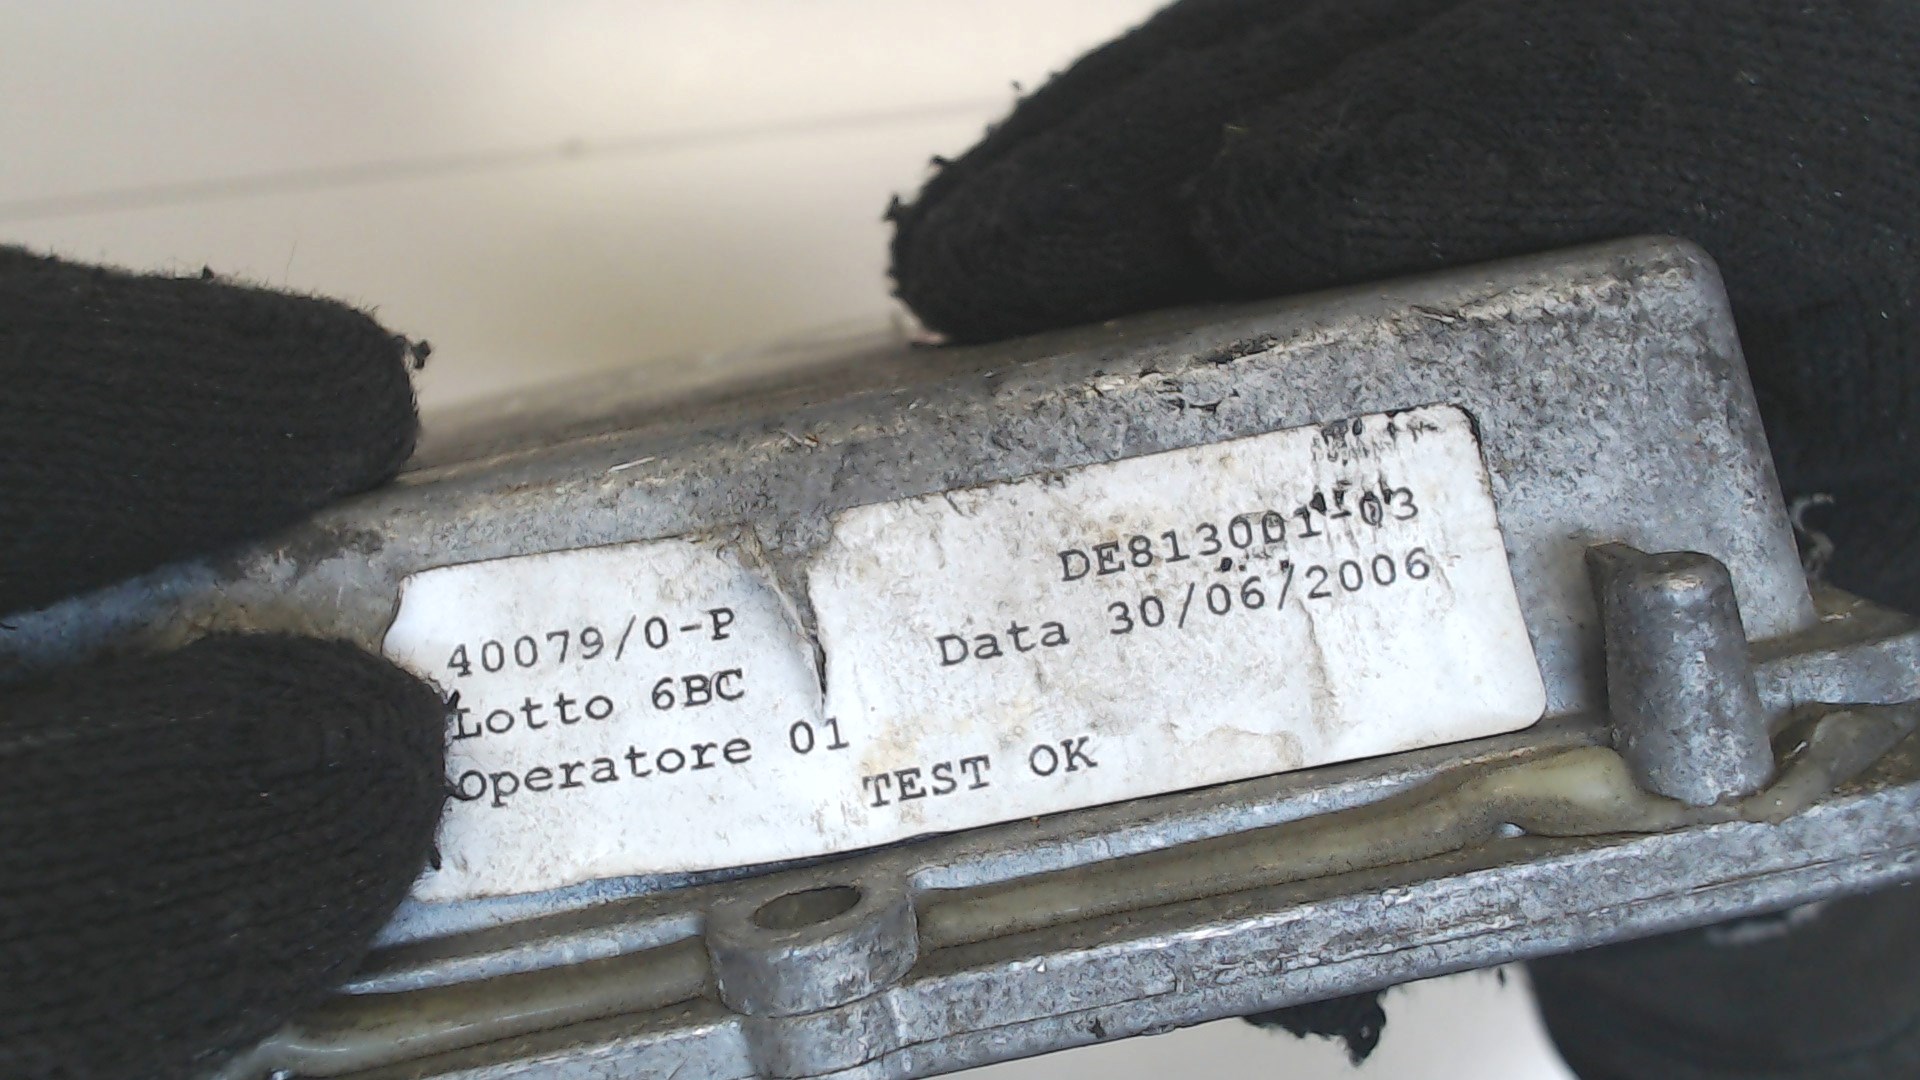 40079/0-P DE813001-03
Lotto 6BC Data 30/06/2006
Operatore 01
TEST OK